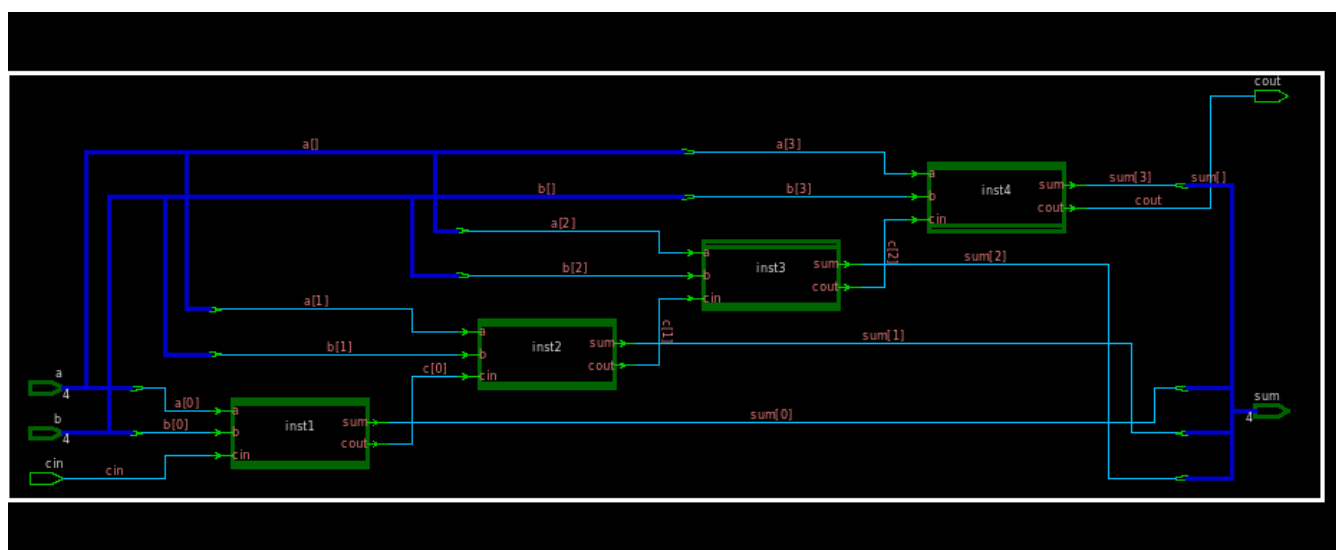 cout
a[]
a[3]
a
sum[3]
sum[]
b[]
b[3]
b
inst4
sum
cout
cout
cin
a[2]
c[2]
a
sum[2]
b[2]
b
inst3
sum
cout
cin
a[1]
c[1]
a
sum[1]
b[1]
b
inst2
sum
cout
c[0]
cin
a
4
a[0]
a
sum
4
sum[0]
b
4
b[0]
b
inst1
sum
cout
cin
cin
cin